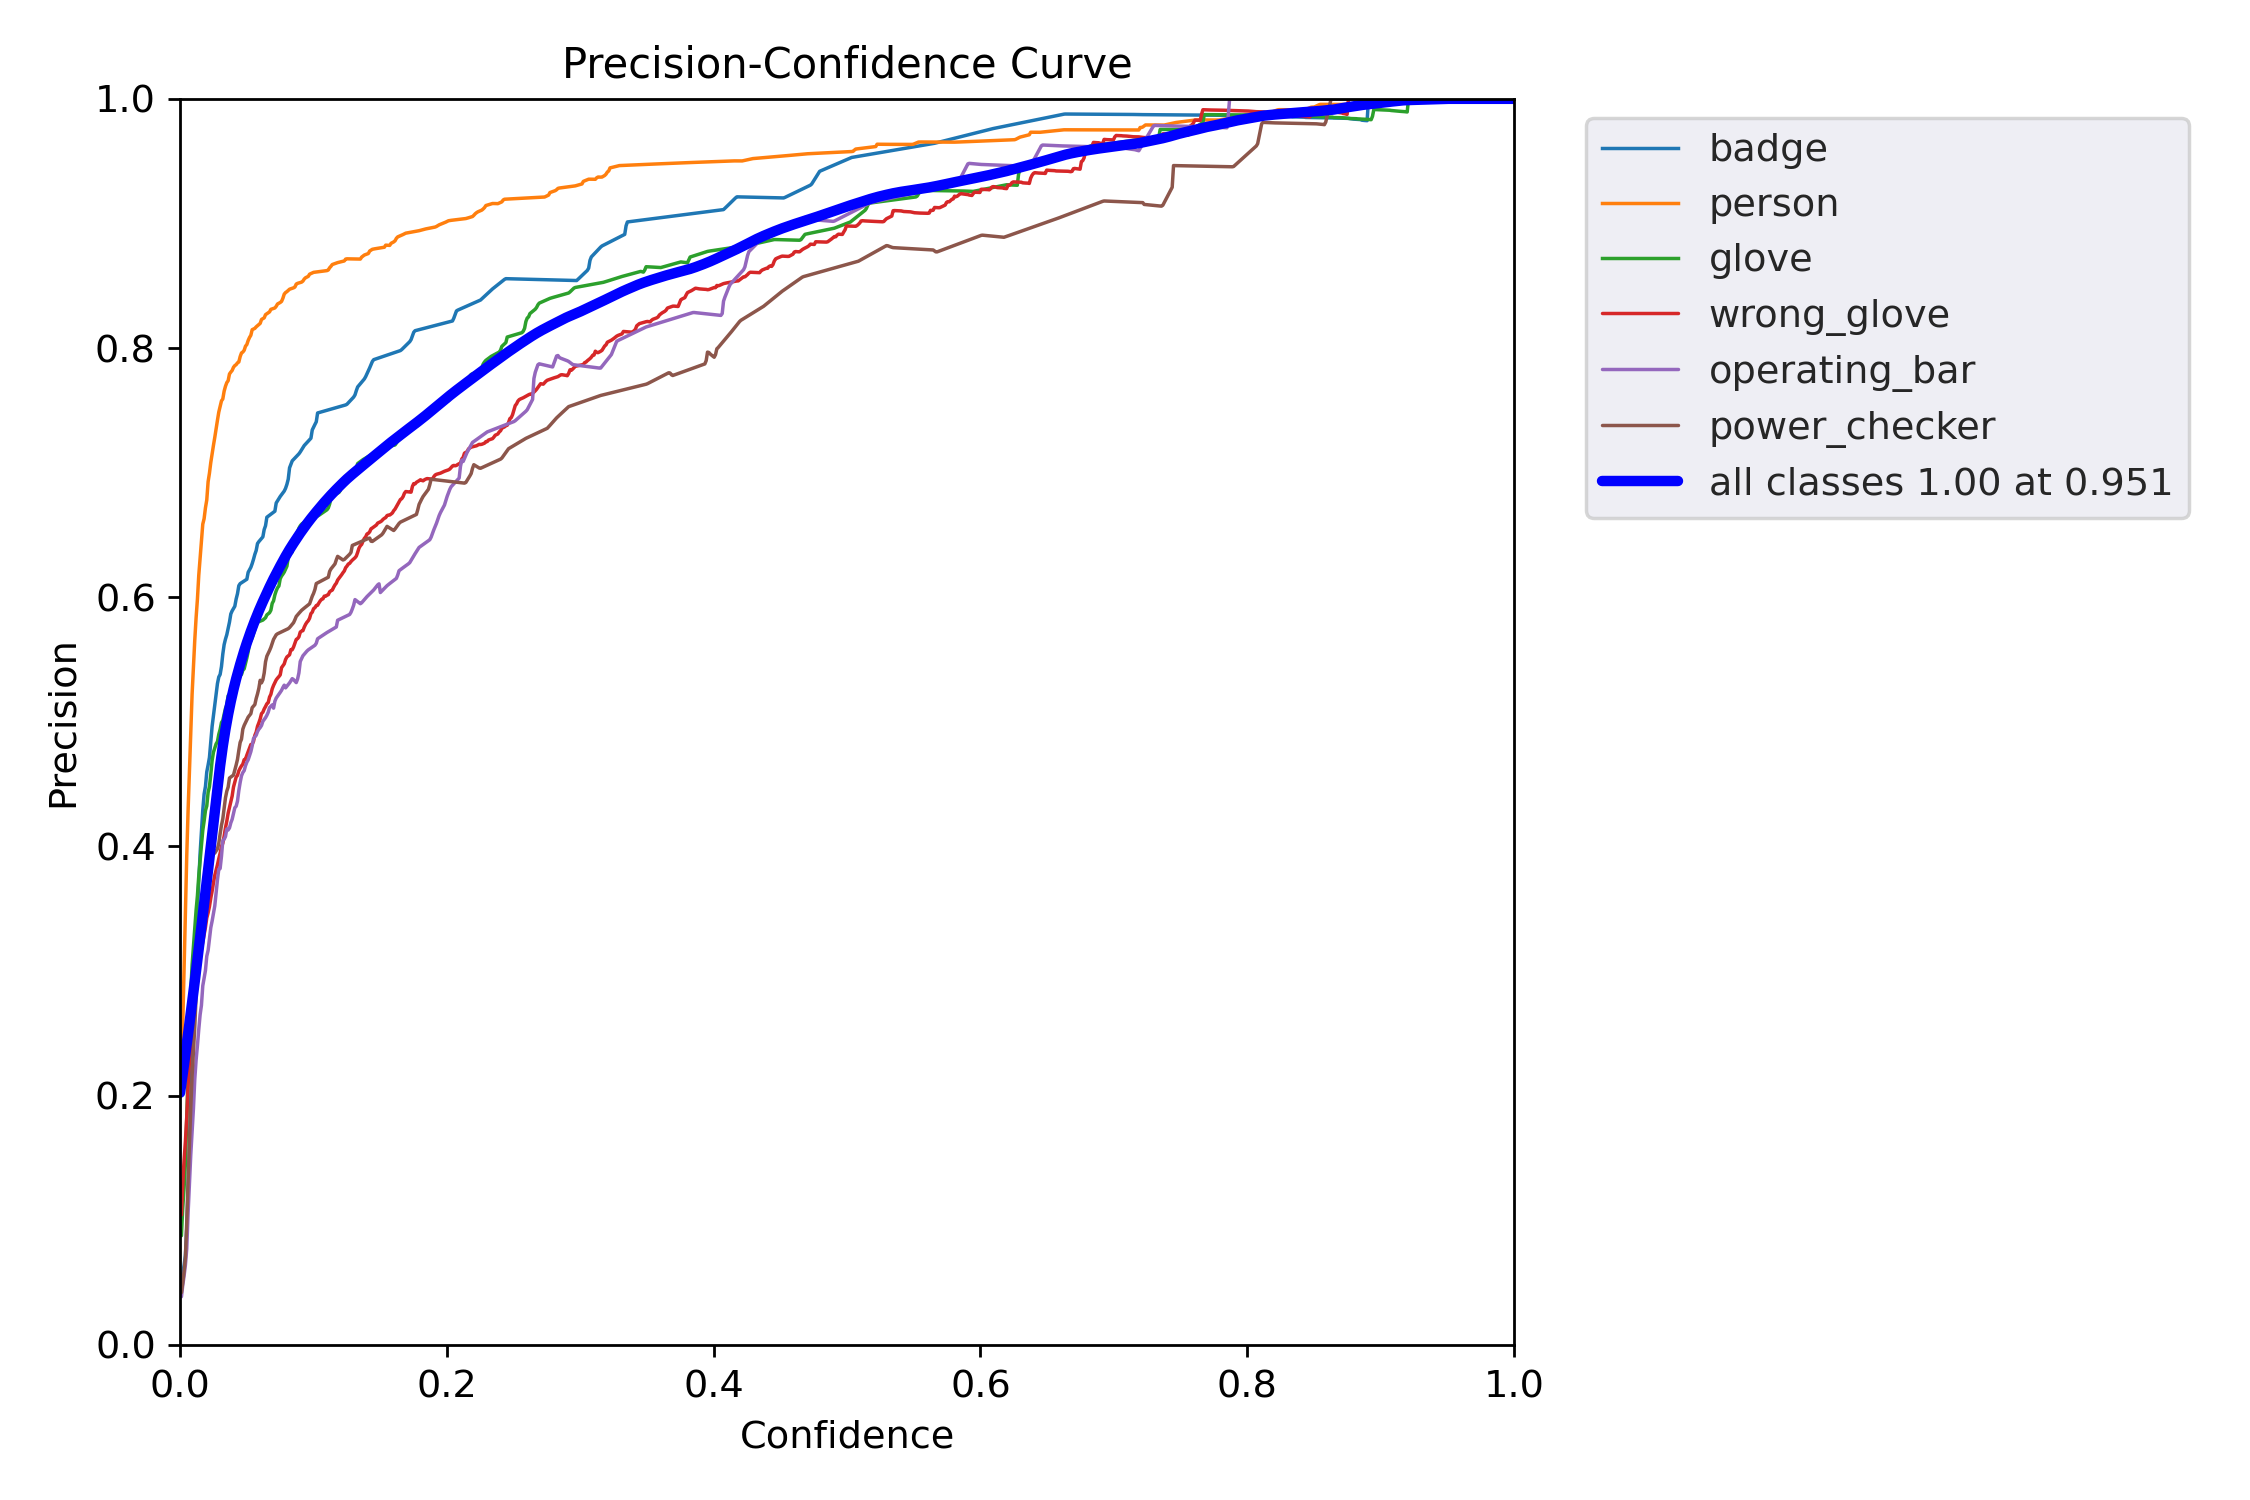 Precision-Confidence Curve
1.0
0.8
0.6
0.4
0.2
0.0
Precision
0.0 0.2 0.4 0.6 0.8 1.0
Confidence
badge
person
glove
wrong_glove
operating_bar
power_checker
all classes 1.00 at 0.951